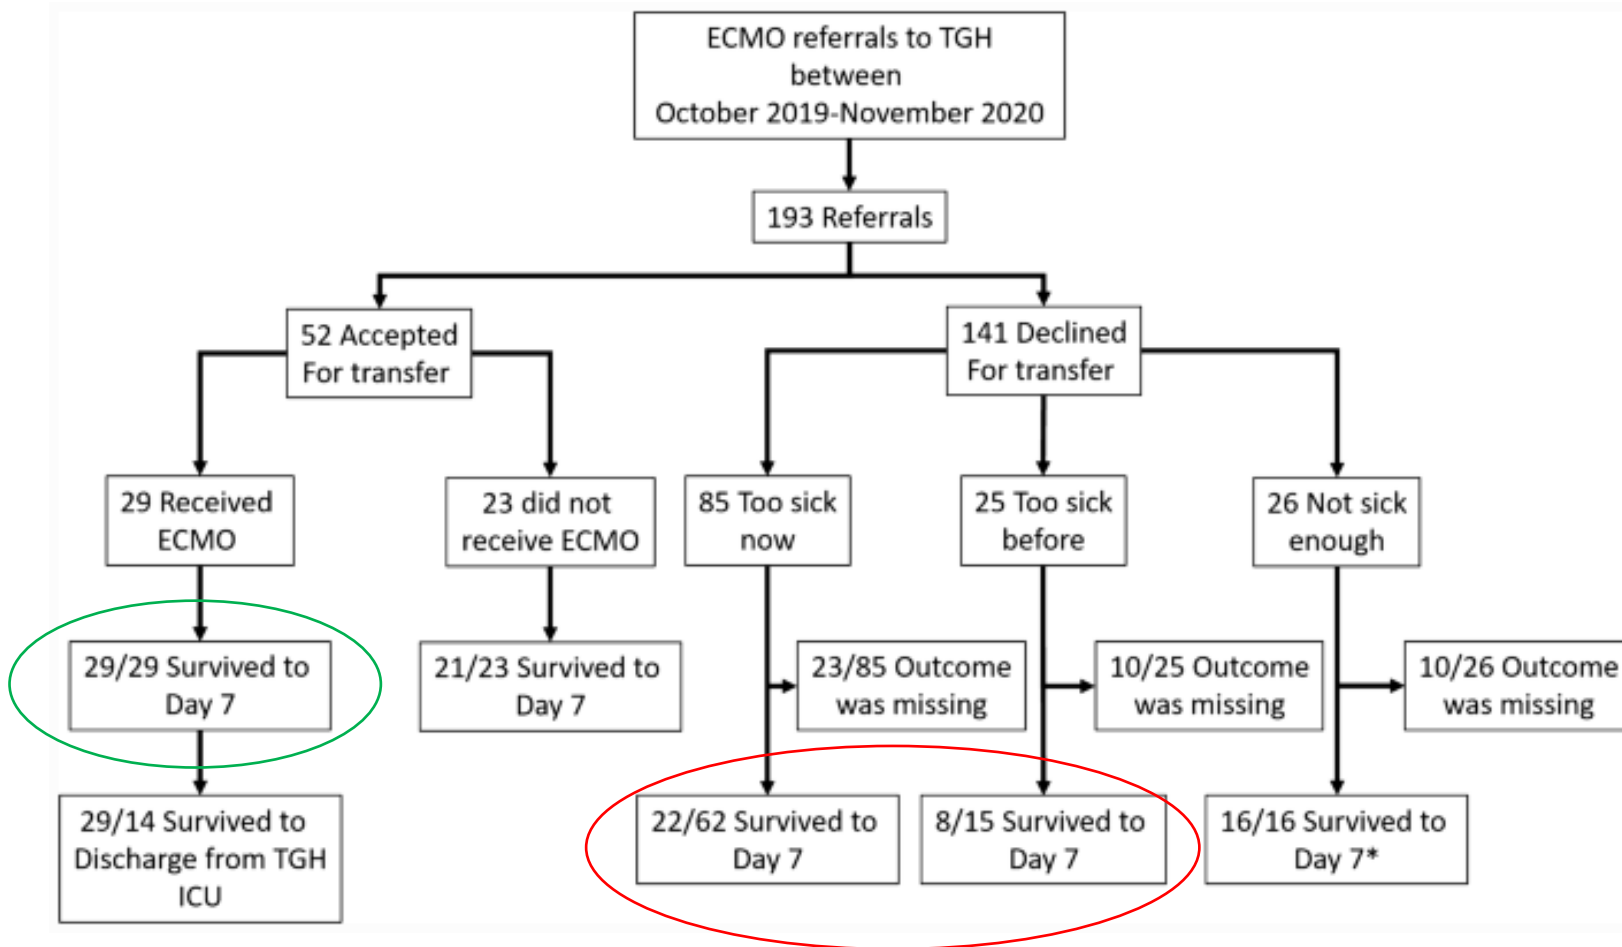 ECMO referrals to TGH
between
October 2019-November 2020
193 Referrals
52 Accepted
For transfer
141 Declined
For transfer
29 Received
ECMO
23 did not
receive ECMO
85 Too sick
now
25 Too sick
before
26 Not sick
enough
29/29 Survived to
Day 7
21/23 Survived to
Day 7
23/85 Outcome
was missing
10/25 Outcome
was missing
10/26 Outcome
was missing
29/14 Survived to
Discharge from TGH
ICU
22/62 Survived to
Day 7
8/15 Survived to
Day 7
16/16 Survived to
Day 7*